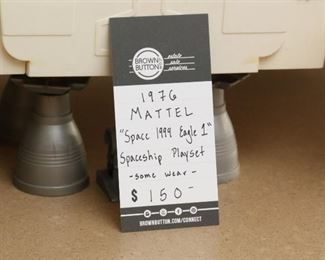 BROWN
BUTTON
estate
sale
services
1976
MATTEL
"Space 1999 Eagle 1"
Spaceship Playset
- some wear -
$ 150-
BROWNBUTTON.COM/CONNECT